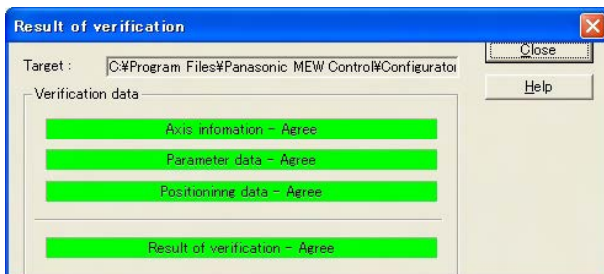 Result of verification
Close
Target : C:¥Program Files¥Panasonic MEW Control¥Configurator
Help
Verification data
Axis infomation - Agree
Parameter data - Agree
Positioninng data - Agree
Result of verification - Agree